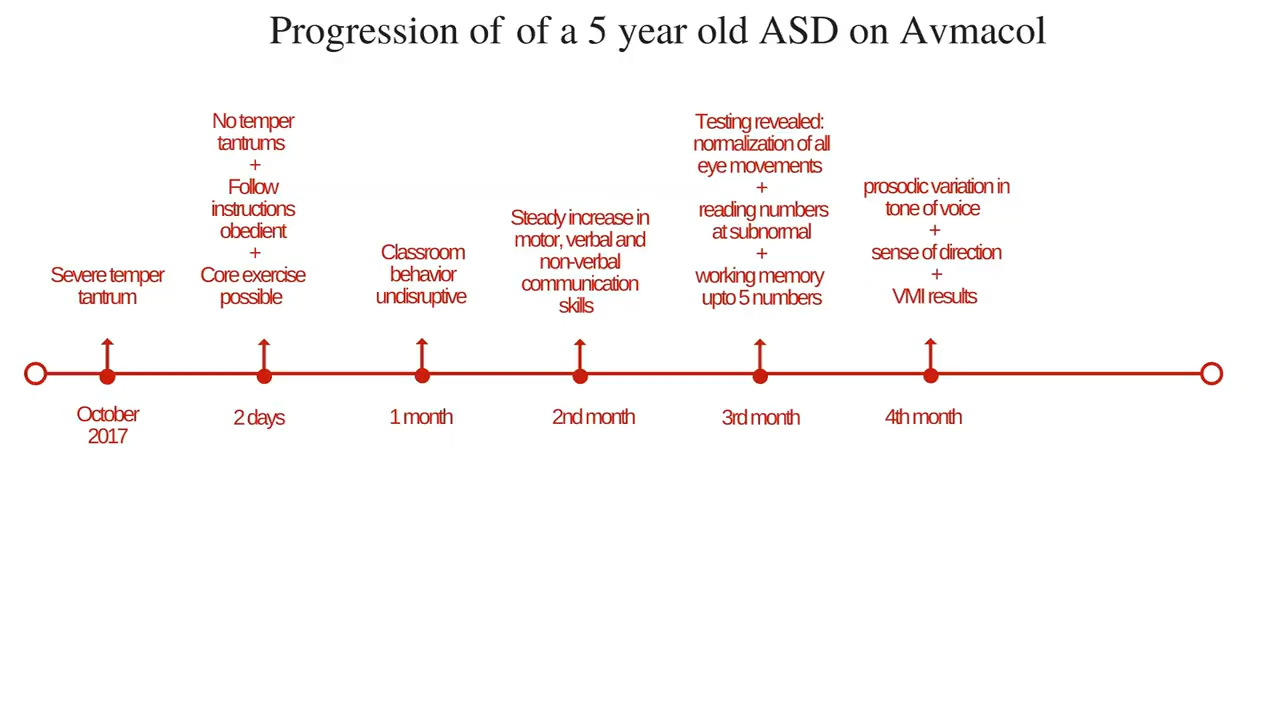 Progression of of a 5 year old ASD on Avmacol
Severe temper
tantrum
October
2017
No temper
tantrums
+
Follow
instructions
obedient
+
Core exercise
possible
2 days
Classroom
behavior
undisruptive
1 month
Steady increase in
motor, verbal and
non-verbal
communication
skills
2nd month
Testing revealed:
normalization of all
eye movements
+
reading numbers
at subnormal
+
working memory
upto 5 numbers
3rd month
prosodic variation in
tone of voice
+
sense of direction
+
VMI results
4th month